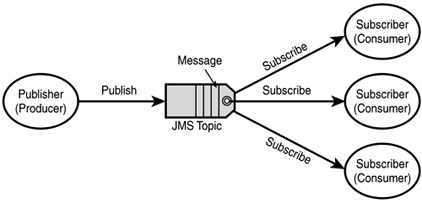 Publisher
(Producer)
Publish
Message
JMS Topic
Subscribe
Subscribe
Subscribe
Subscriber
(Consumer)
Subscriber
(Consumer)
Subscriber
(Consumer)